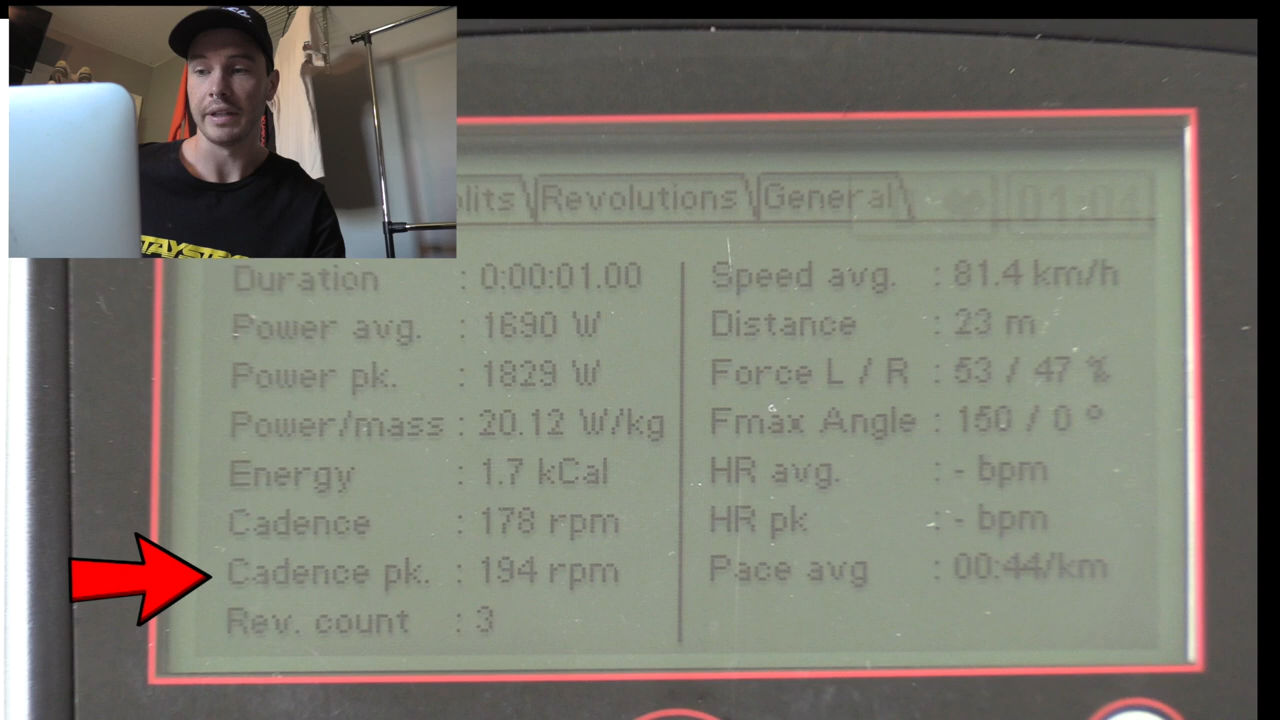 Revolutions General 01:04
Duration : 0:00:01.00
Power avg. : 1690 W
Power pk. : 1829 W
Power/mass : 20.12 W/kg
Energy : 1.7 kCal
Cadence : 178 rpm
Cadence pk. : 194 rpm
Rev. count : 3
Speed avg. : 81.4 km/h
Distance : 23 m
Force L / R : 53 / 47 %
Fmax Angle : 150 / 0 °
HR avg. : - bpm
HR pk : - bpm
Pace avg : 00:44/km